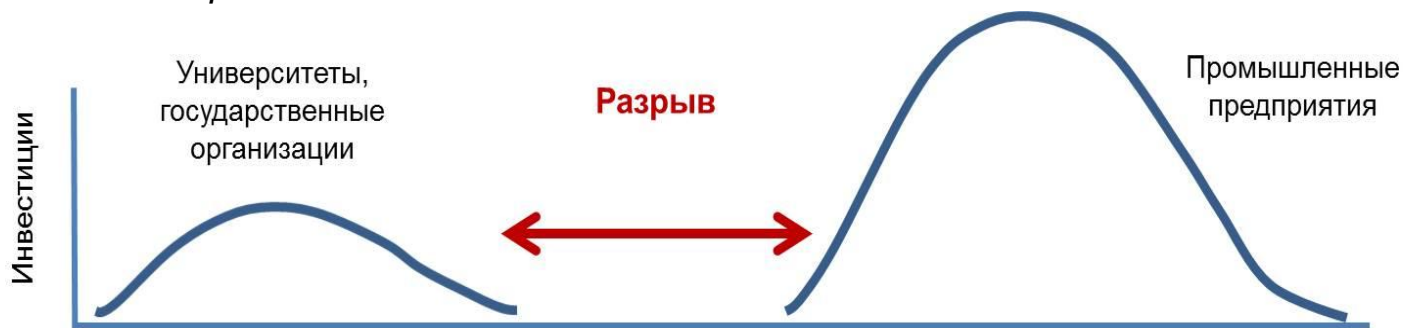 Университеты,
государственные
организации
Разрыв
Промышленные
предприятия
Инвестиции